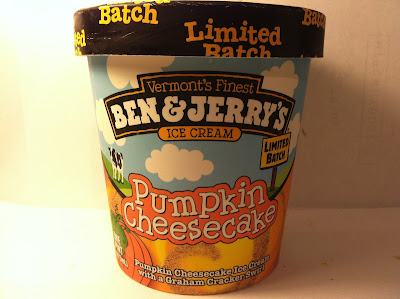 Limited
Batch
Limited
Batch
Vermont's Finest
BEN & JERRY'S
ICE CREAM
LIMITED
BATCH
Pumpkin
Cheesecake
Pumpkin Cheesecake Ice Cream
with a Graham Cracker Swirl